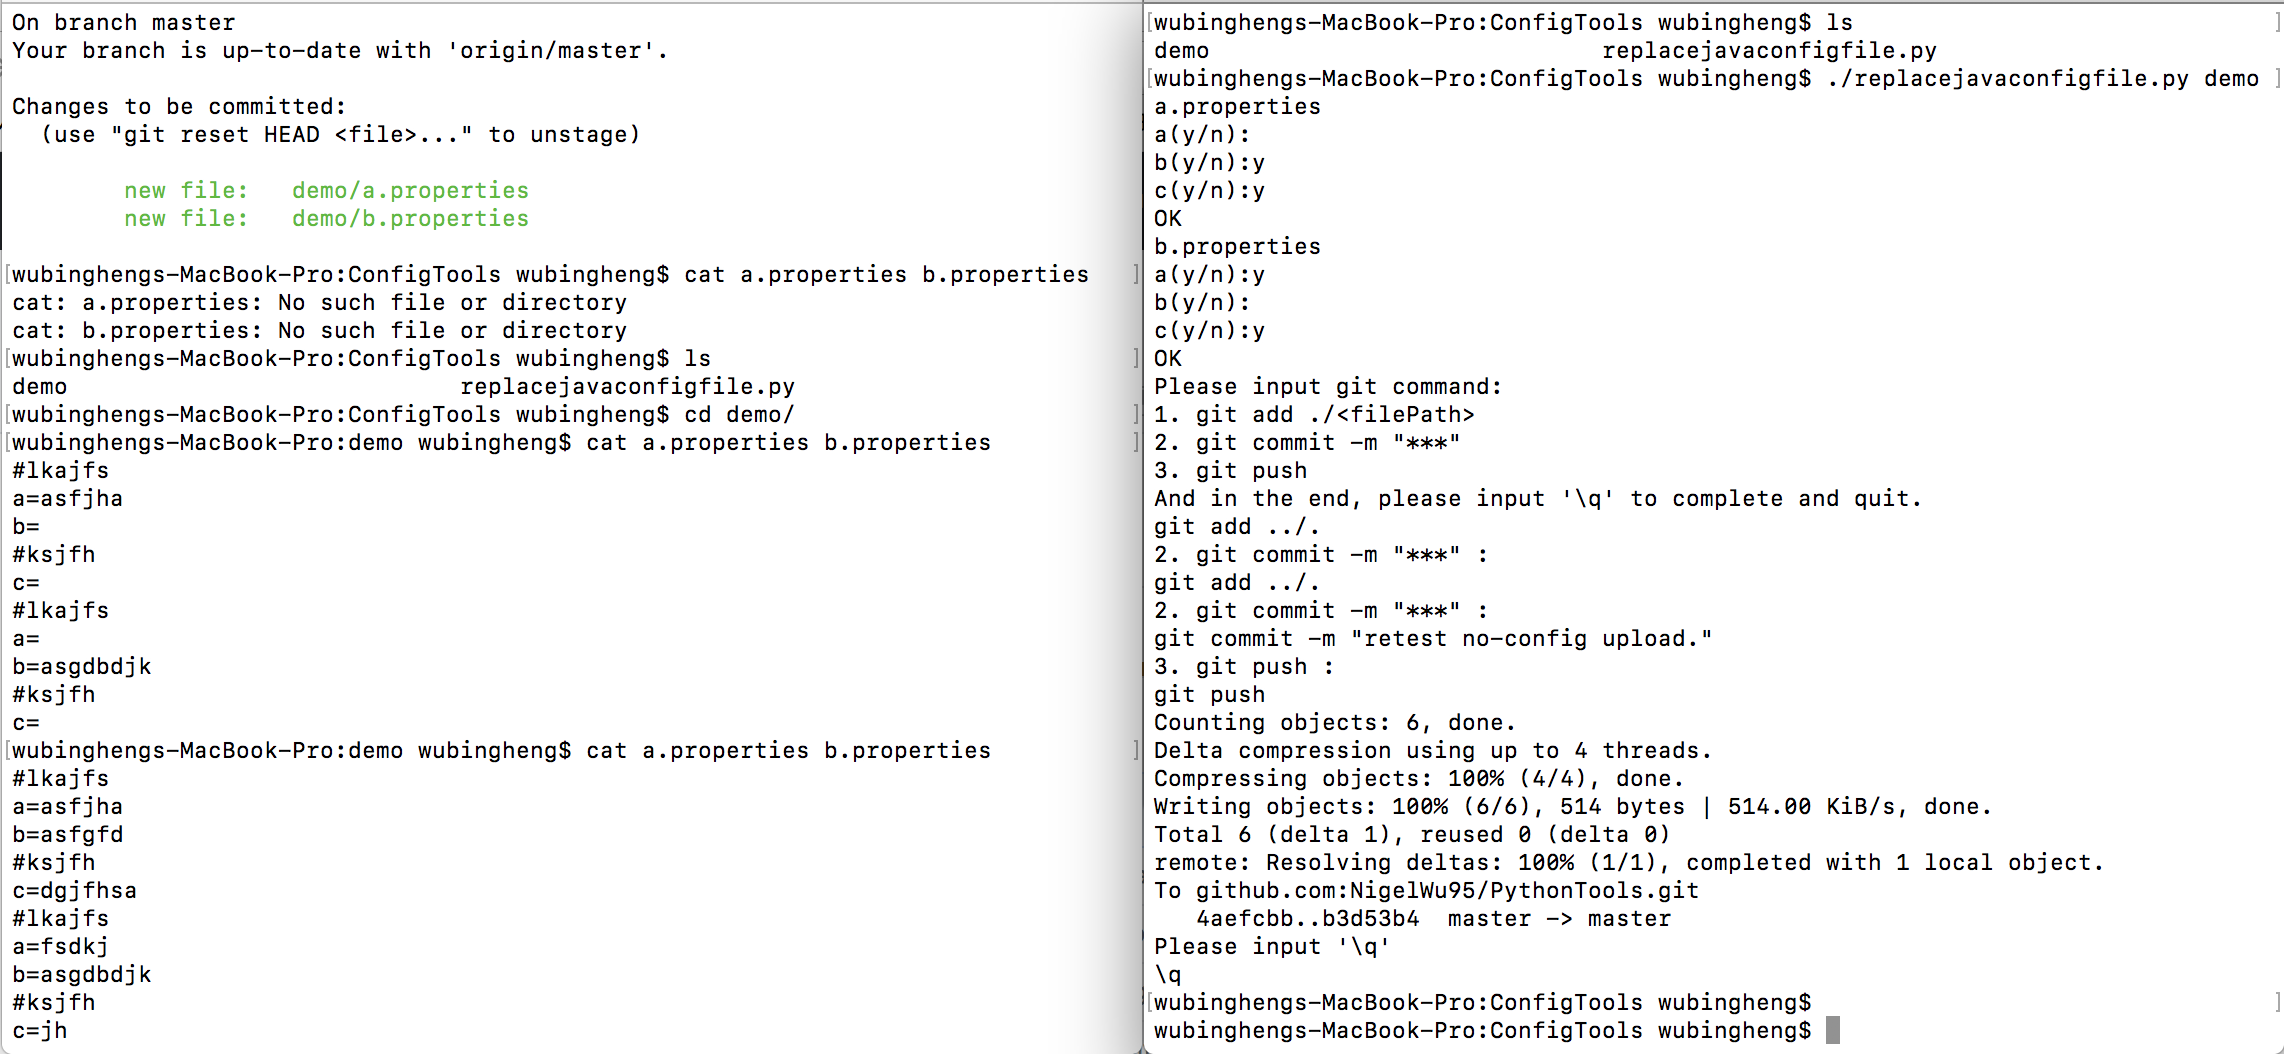 On branch master
Your branch is up-to-date with 'origin/master'.
Changes to be committed:
(use "git reset HEAD <file>..." to unstage)
new file:   demo/a.properties
new file:   demo/b.properties
[wubinghengs-MacBook-Pro:ConfigTools wubingheng$ cat a.properties b.properties ]
cat: a.properties: No such file or directory
cat: b.properties: No such file or directory
[wubinghengs-MacBook-Pro:ConfigTools wubingheng$ ls ]
demo replacejavaconfigfile.py
[wubinghengs-MacBook-Pro:ConfigTools wubingheng$ cd demo/ ]
[wubinghengs-MacBook-Pro:demo wubingheng$ cat a.properties b.properties ]
#lkajfs
a=asfjha
b=
#ksjfh
c=
#lkajfs
a=
b=asgdbdjk
#ksjfh
c=
[wubinghengs-MacBook-Pro:demo wubingheng$ cat a.properties b.properties ]
#lkajfs
a=asfjha
b=asfgfd
#ksjfh
c=dgjfhsa
#lkajfs
a=fsdkj
b=asgdbdjk
#ksjfh
c=jh
[wubinghengs-MacBook-Pro:ConfigTools wubingheng$ ls ]
demo replacejavaconfigfile.py
[wubinghengs-MacBook-Pro:ConfigTools wubingheng$ ./replacejavaconfigfile.py demo ]
a.properties
a(y/n):
b(y/n):y
c(y/n):y
OK
b.properties
a(y/n):y
b(y/n):
c(y/n):y
OK
Please input git command:
1. git add ./<filePath>
2. git commit -m "***"
3. git push
And in the end, please input '\q' to complete and quit.
git add ../.
2. git commit -m "***" :
git add ../.
2. git commit -m "***" :
git commit -m "retest no-config upload."
3. git push :
git push
Counting objects: 6, done.
Delta compression using up to 4 threads.
Compressing objects: 100% (4/4), done.
Writing objects: 100% (6/6), 514 bytes | 514.00 KiB/s, done.
Total 6 (delta 1), reused 0 (delta 0)
remote: Resolving deltas: 100% (1/1), completed with 1 local object.
To github.com:NigelWu95/PythonTools.git
4aefcbb..b3d53b4  master -> master
Please input '\q'
\q
[wubinghengs-MacBook-Pro:ConfigTools wubingheng$ ]
wubinghengs-MacBook-Pro:ConfigTools wubingheng$